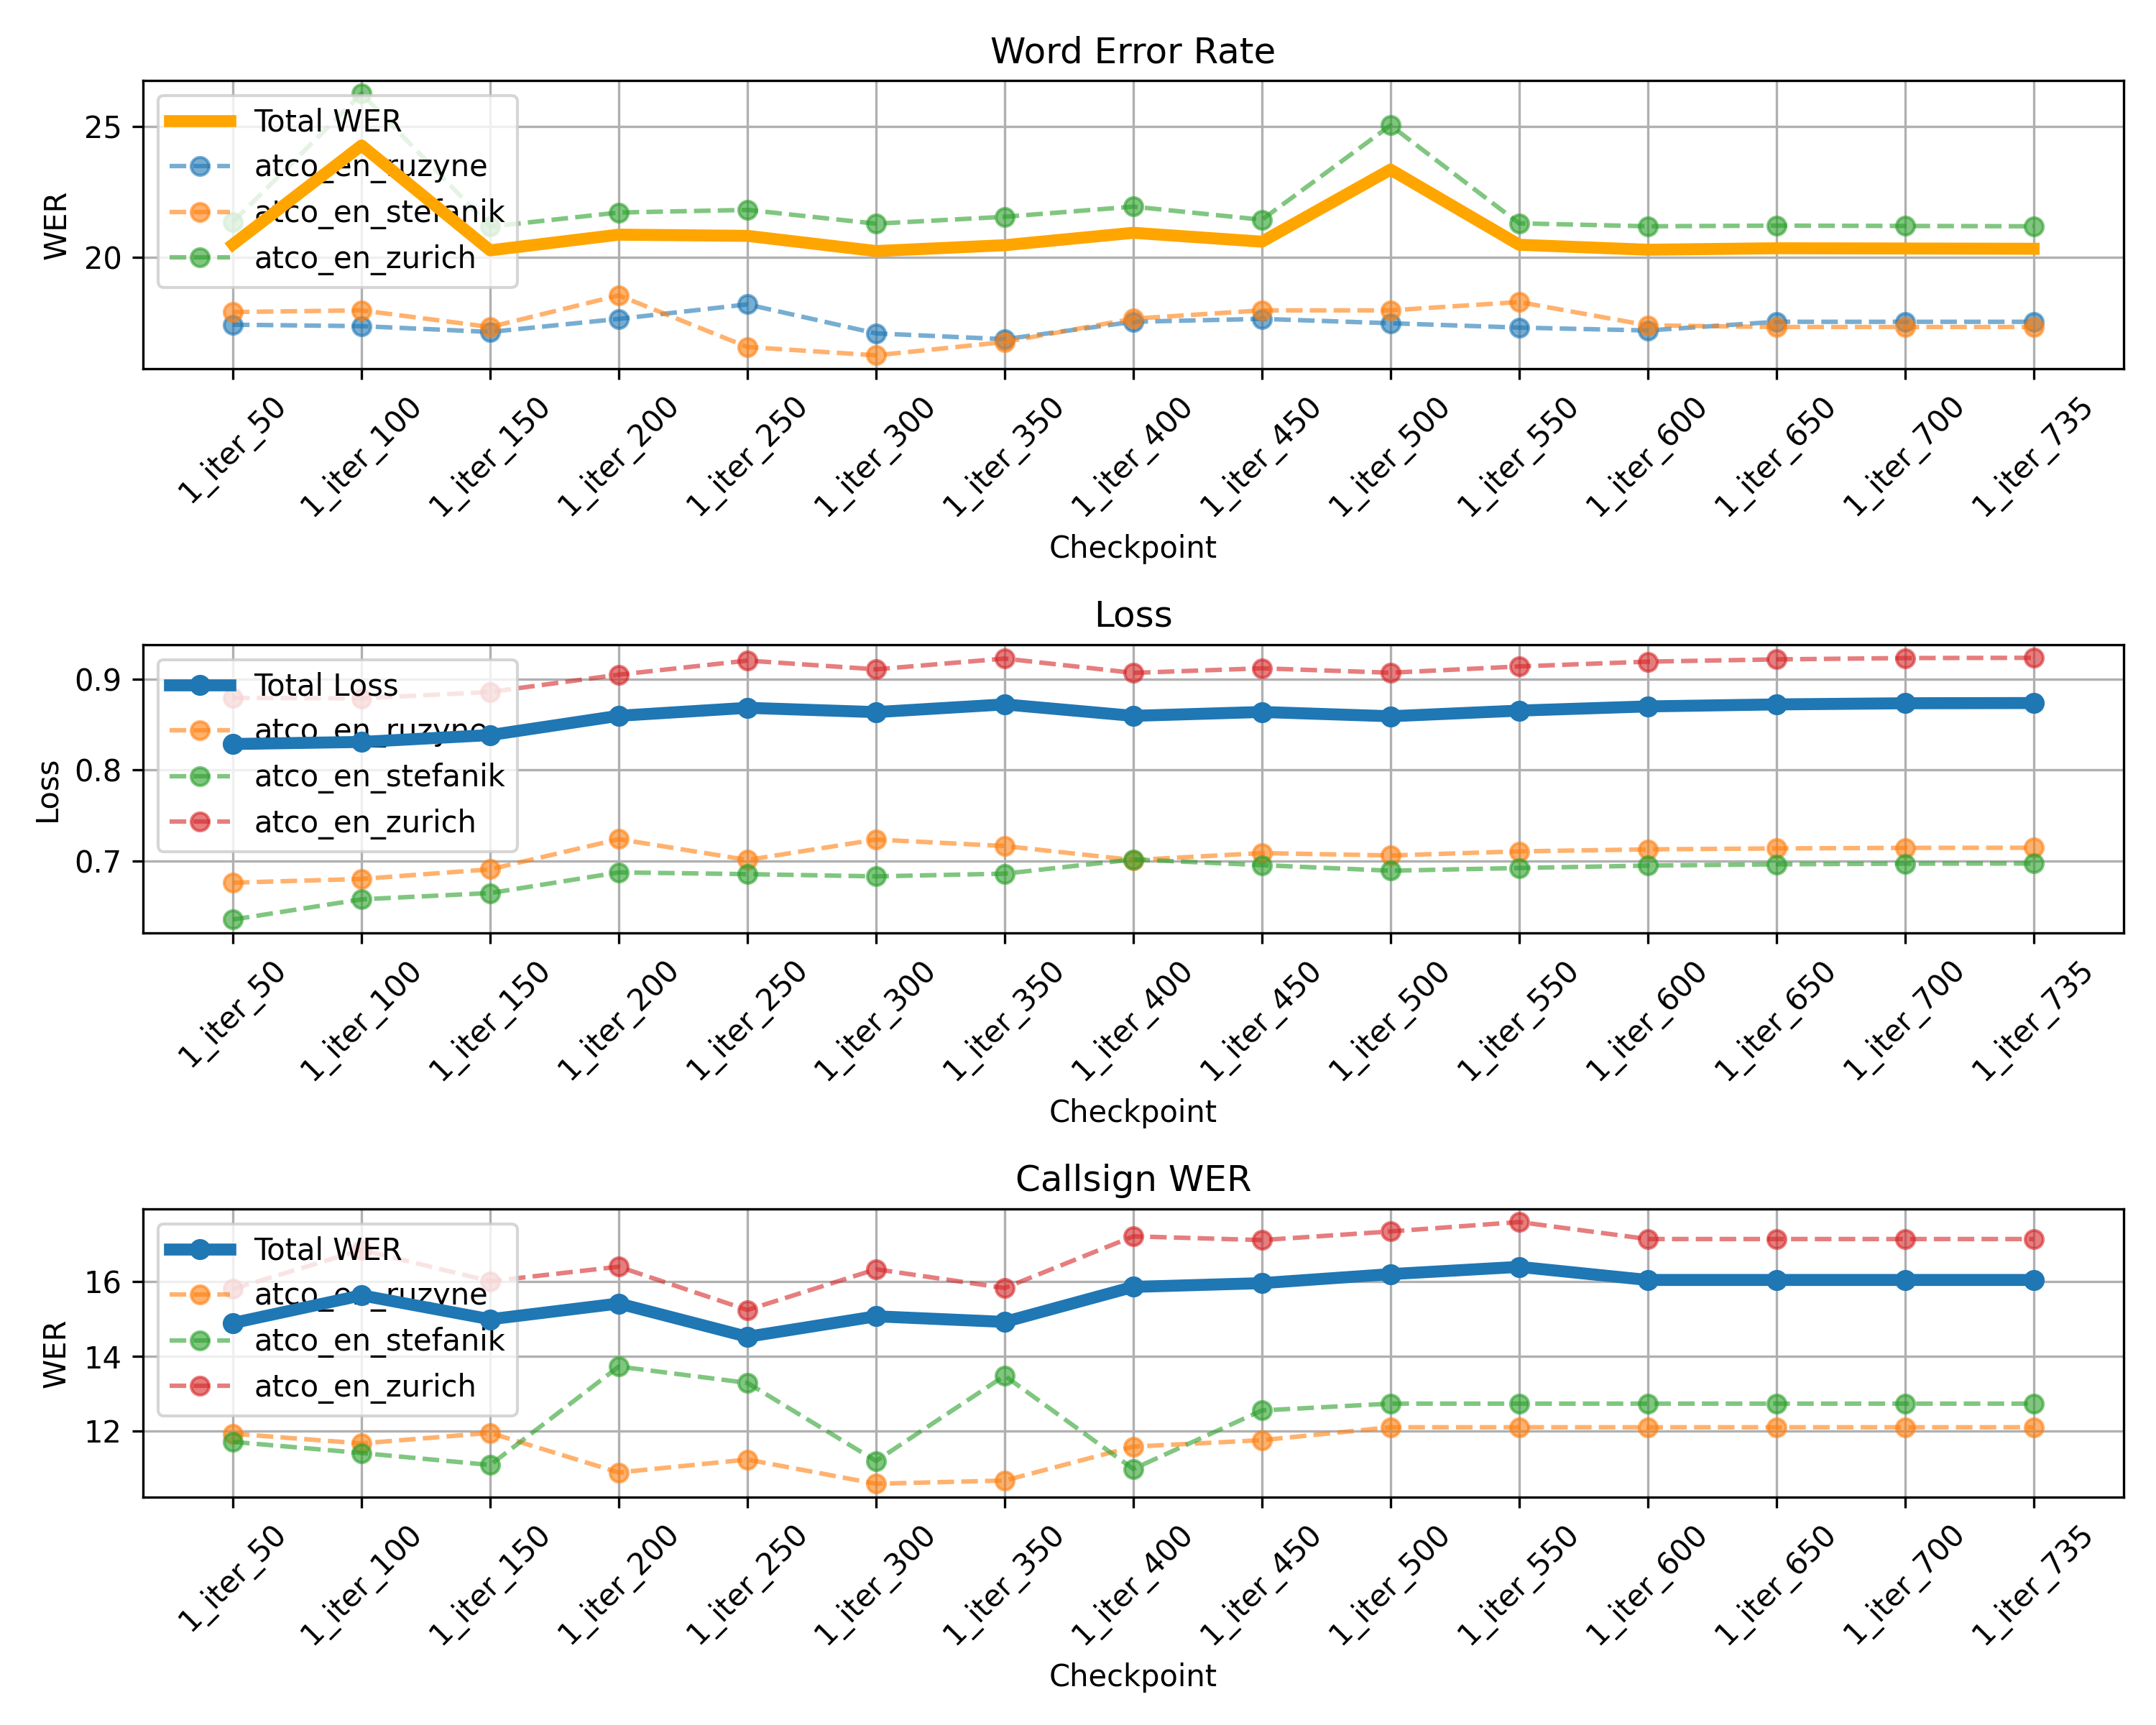 Word Error Rate
WER
25
20
Total WER
atco_en_ruzyne
atco_en_stefanik
atco_en_zurich
1_iter_50
1_iter_100
1_iter_150
1_iter_200
1_iter_250
1_iter_300
1_iter_350
1_iter_400
1_iter_450
1_iter_500
1_iter_550
1_iter_600
1_iter_650
1_iter_700
1_iter_735
Checkpoint
Loss
Loss
0.9
0.8
0.7
Total Loss
atco_en_ruzyne
atco_en_stefanik
atco_en_zurich
1_iter_50
1_iter_100
1_iter_150
1_iter_200
1_iter_250
1_iter_300
1_iter_350
1_iter_400
1_iter_450
1_iter_500
1_iter_550
1_iter_600
1_iter_650
1_iter_700
1_iter_735
Checkpoint
Callsign WER
WER
16
14
12
Total WER
atco_en_ruzyne
atco_en_stefanik
atco_en_zurich
1_iter_50
1_iter_100
1_iter_150
1_iter_200
1_iter_250
1_iter_300
1_iter_350
1_iter_400
1_iter_450
1_iter_500
1_iter_550
1_iter_600
1_iter_650
1_iter_700
1_iter_735
Checkpoint